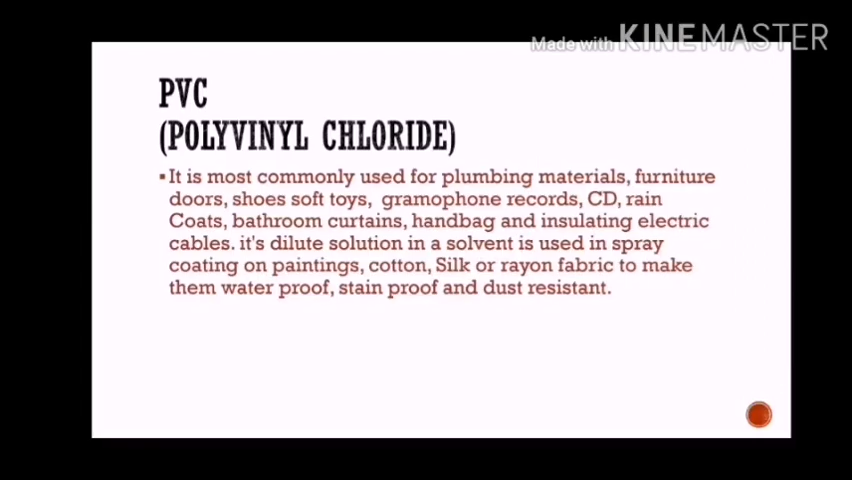 Made with KINEMASTER
PVC
(POLYVINYL CHLORIDE)
▪It is most commonly used for plumbing materials, furniture
doors, shoes soft toys, gramophone records, CD, rain
Coats, bathroom curtains, handbag and insulating electric
cables. it's dilute solution in a solvent is used in spray
coating on paintings, cotton, Silk or rayon fabric to make
them water proof, stain proof and dust resistant.